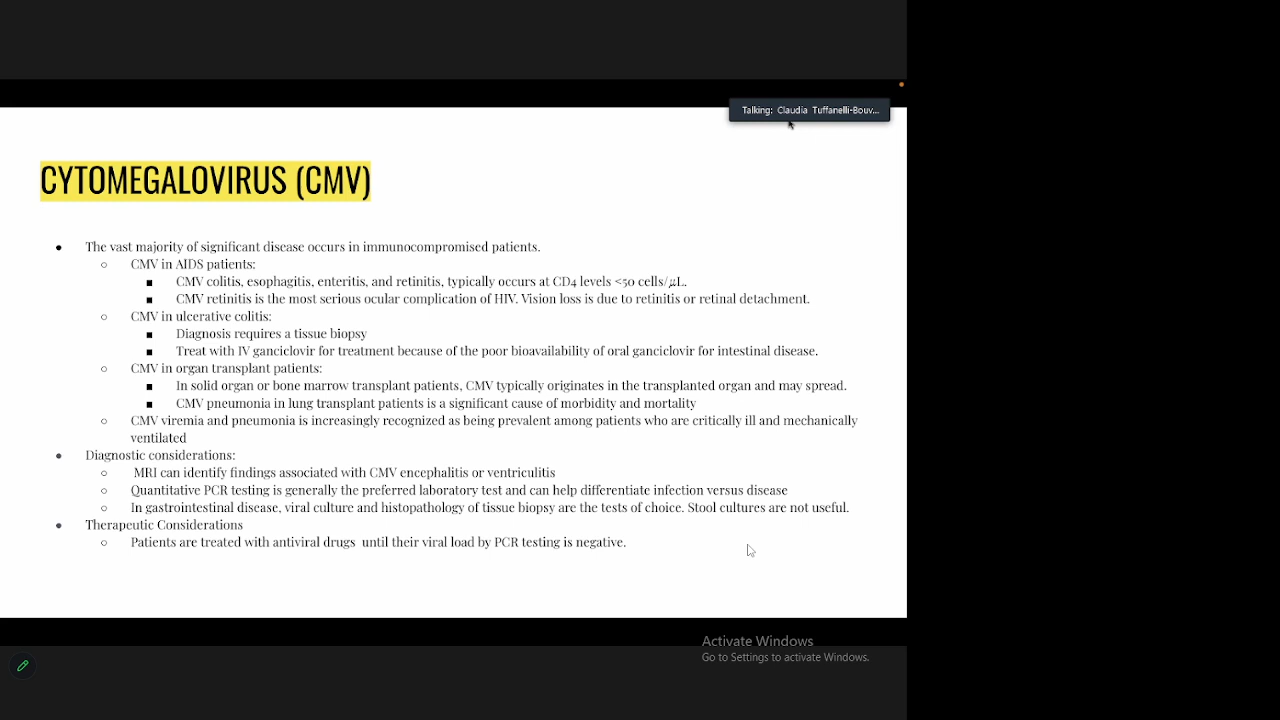 Talking: Claudia Tuffanelli-Bouv...
CYTOMEGALOVIRUS (CMV)
● The vast majority of significant disease occurs in immunocompromised patients.
○ CMV in AIDS patients:
■ CMV colitis, esophagitis, enteritis, and retinitis, typically occurs at CD4 levels <50 cells/µL.
■ CMV retinitis is the most serious ocular complication of HIV. Vision loss is due to retinitis or retinal detachment.
○ CMV in ulcerative colitis:
■ Diagnosis requires a tissue biopsy
■ Treat with IV ganciclovir for treatment because of the poor bioavailability of oral ganciclovir for intestinal disease.
○ CMV in organ transplant patients:
■ In solid organ or bone marrow transplant patients, CMV typically originates in the transplanted organ and may spread.
■ CMV pneumonia in lung transplant patients is a significant cause of morbidity and mortality
○ CMV viremia and pneumonia is increasingly recognized as being prevalent among patients who are critically ill and mechanically
ventilated
● Diagnostic considerations:
○ MRI can identify findings associated with CMV encephalitis or ventriculitis
○ Quantitative PCR testing is generally the preferred laboratory test and can help differentiate infection versus disease
○ In gastrointestinal disease, viral culture and histopathology of tissue biopsy are the tests of choice. Stool cultures are not useful.
● Therapeutic Considerations
○ Patients are treated with antiviral drugs until their viral load by PCR testing is negative.
Activate Windows
Go to Settings to activate Windows.